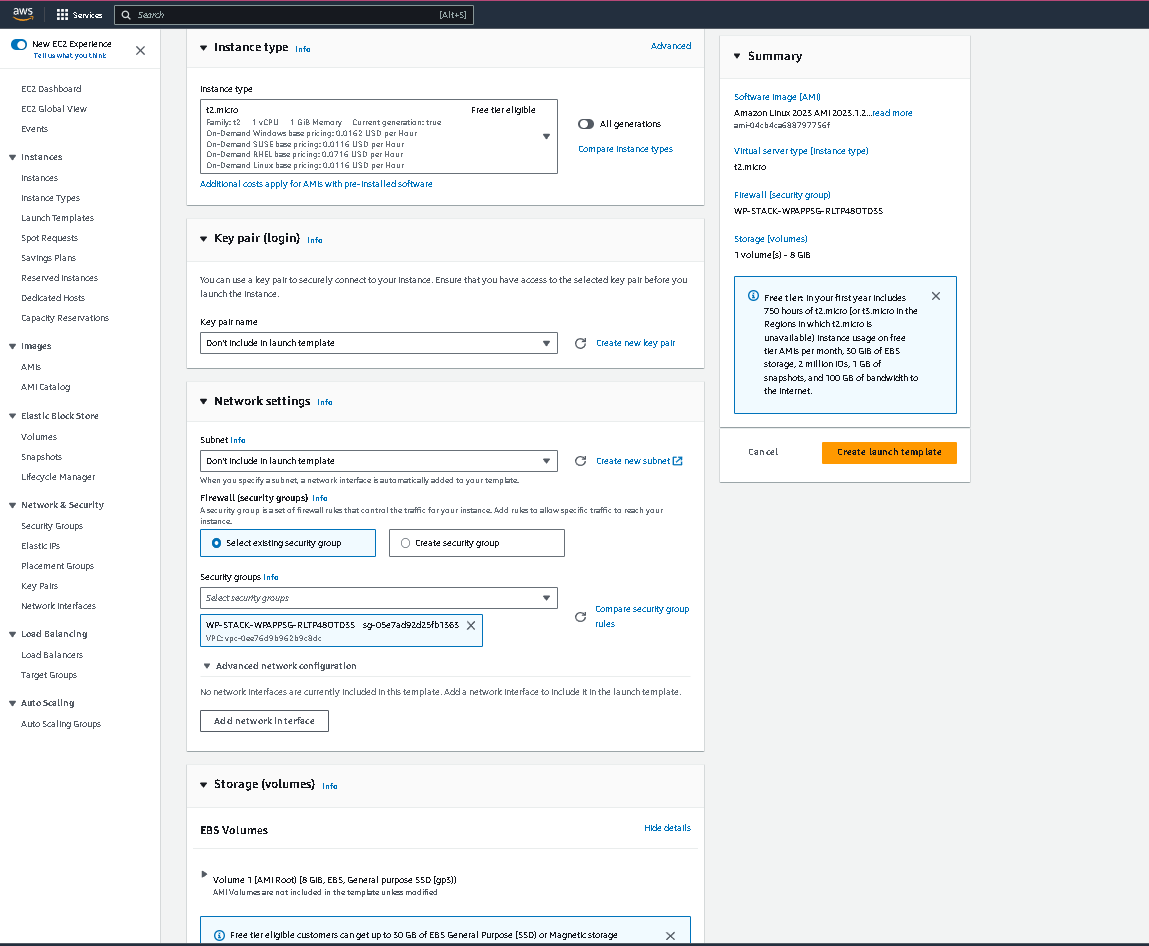 aws
Services
Search
[Alt+S]
New EC2 Experience
Tell us what you think
EC2 Dashboard
EC2 Global View
Events
Instances
Instances
Instance Types
Launch Templates
Spot Requests
Savings Plans
Reserved Instances
Dedicated Hosts
Capacity Reservations
Images
AMIs
AMI Catalog
Elastic Block Store
Volumes
Snapshots
Lifecycle Manager
Network & Security
Security Groups
Elastic IPs
Placement Groups
Key Pairs
Network Interfaces
Load Balancing
Load Balancers
Target Groups
Auto Scaling
Auto Scaling Groups
Instance type Info
Advanced
Instance type
t2.micro Free tier eligible
Family: t2 1 vCPU 1 GiB Memory Current generation: true
On-Demand Windows base pricing: 0.0162 USD per Hour
On-Demand SUSE base pricing: 0.0116 USD per Hour
On-Demand RHEL base pricing: 0.0716 USD per Hour
On-Demand Linux base pricing: 0.0116 USD per Hour
All generations
Compare instance types
Additional costs apply for AMIs with pre-installed software
Key pair (login) Info
You can use a key pair to securely connect to your instance. Ensure that you have access to the selected key pair before you
launch the instance.
Key pair name
Don't include in launch template
Create new key pair
Network settings Info
Subnet Info
Don't include in launch template
Create new subnet
When you specify a subnet, a network interface is automatically added to your template.
Firewall (security groups) Info
A security group is a set of firewall rules that control the traffic for your instance. Add rules to allow specific traffic to reach your
instance.
Select existing security group
Create security group
Security groups Info
Select security groups
Compare security group
rules
WP-STACK-WPAPPSG-RLTP48OTD3S sg-05e7ad92d25fb1363
VPC: vpc-0ee76d9b962b9c8dc
Advanced network configuration
No network interfaces are currently included in this template. Add a network interface to include it in the launch template.
Add network interface
Storage (volumes) Info
EBS Volumes
Hide details
Volume 1 (AMI Root) (8 GiB, EBS, General purpose SSD (gp3))
AMI Volumes are not included in the template unless modified
Free tier eligible customers can get up to 30 GB of EBS General Purpose (SSD) or Magnetic storage
Summary
Software Image (AMI)
Amazon Linux 2023 AMI 2023.1.2...read more
ami-04cb4ca688797756f
Virtual server type (instance type)
t2.micro
Firewall (security group)
WP-STACK-WPAPPSG-RLTP48OTD3S
Storage (volumes)
1 volume(s) - 8 GiB
Free tier: In your first year includes
750 hours of t2.micro (or t3.micro in the
Regions in which t2.micro is
unavailable) instance usage on free
tier AMIs per month, 30 GiB of EBS
storage, 2 million IOs, 1 GB of
snapshots, and 100 GB of bandwidth to
the internet.
Cancel
Create launch template